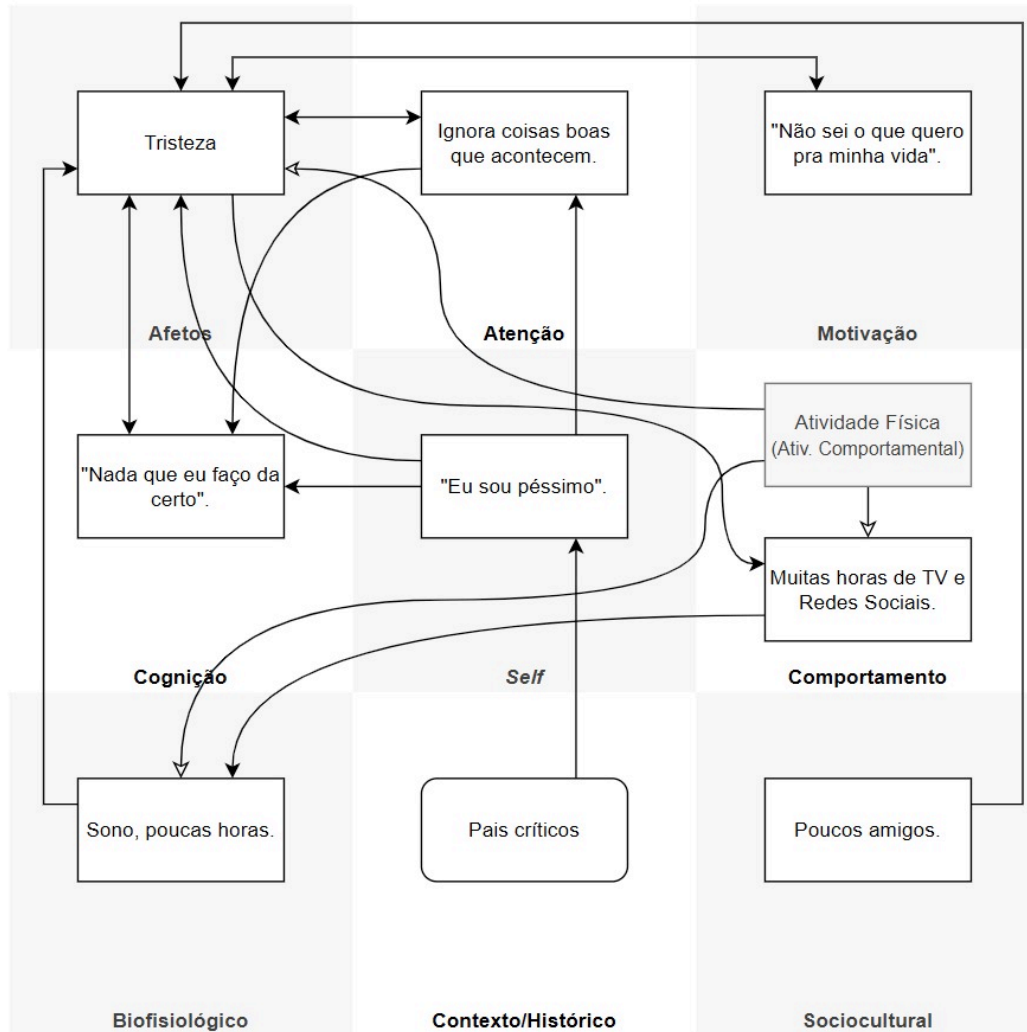 Tristeza
Ignora coisas boas
que acontecem.
"Não sei o que quero
pra minha vida".
Afetos
Atenção
Motivação
"Nada que eu faço da
certo".
"Eu sou péssimo".
Atividade Física
(Ativ. Comportamental)
Muitas horas de TV e
Redes Sociais.
Cognição
Self
Comportamento
Sono, poucas horas.
Pais críticos
Poucos amigos.
Biofisiológico
Contexto/Histórico
Sociocultural